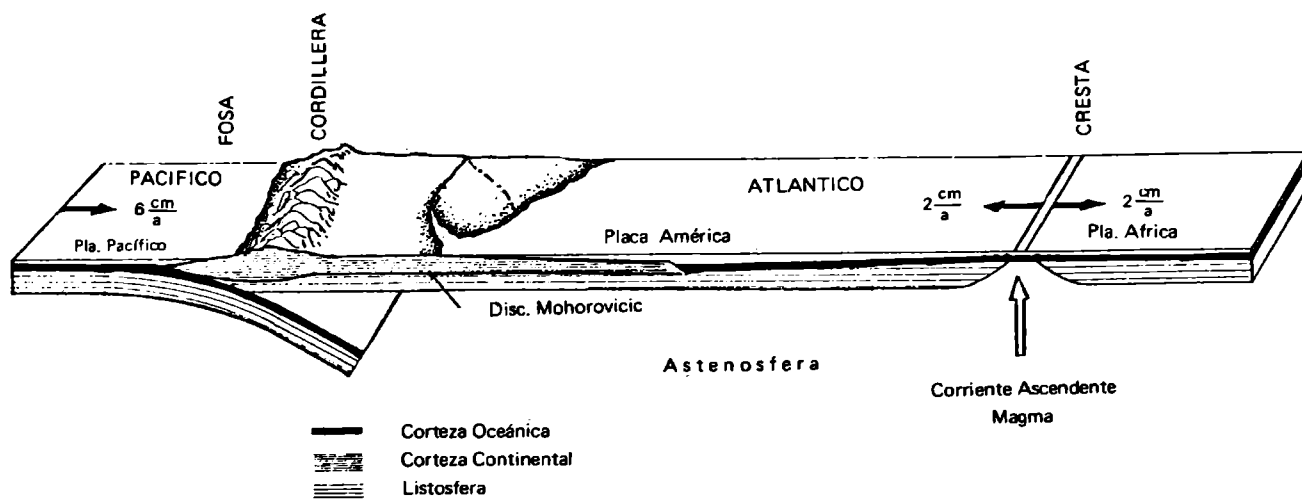 FOSA
CORDILLERA
CRESTA
PACIFICO
6 cm/a
Pla. Pacífico
ATLANTICO
Placa América
2 cm/a
2 cm/a
Pla. Africa
Disc. Mohorovicic
Astenosfera
Corriente Ascendente
Magma
Corteza Oceánica
Corteza Continental
Listosfera